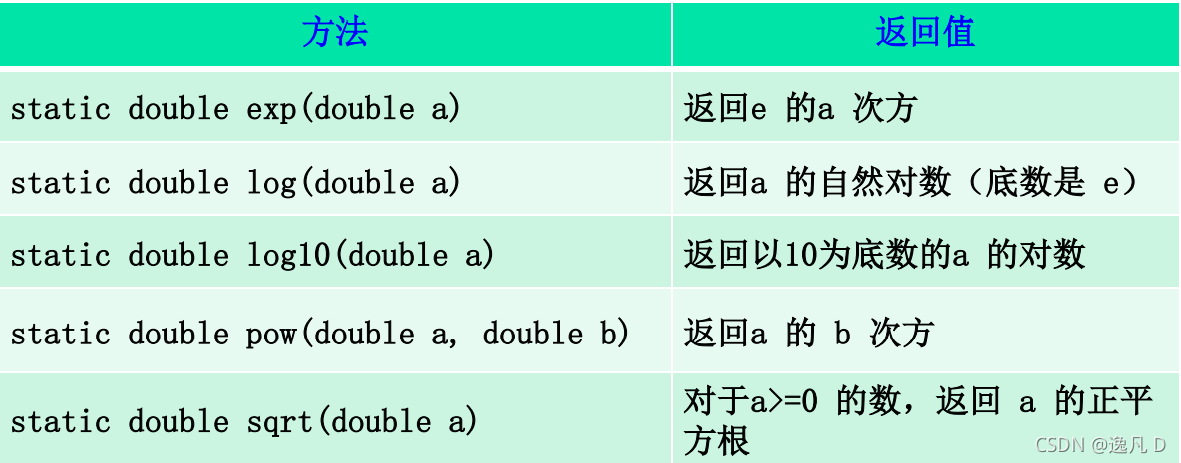 方法 返回值
static double exp(double a) 返回e 的a 次方
static double log(double a) 返回a 的自然对数（底数是 e）
static double log10(double a) 返回以10为底数的a 的对数
static double pow(double a, double b) 返回a 的 b 次方
static double sqrt(double a) 对于a>=0 的数，返回 a 的正平
方根
CSDN @逸凡 D